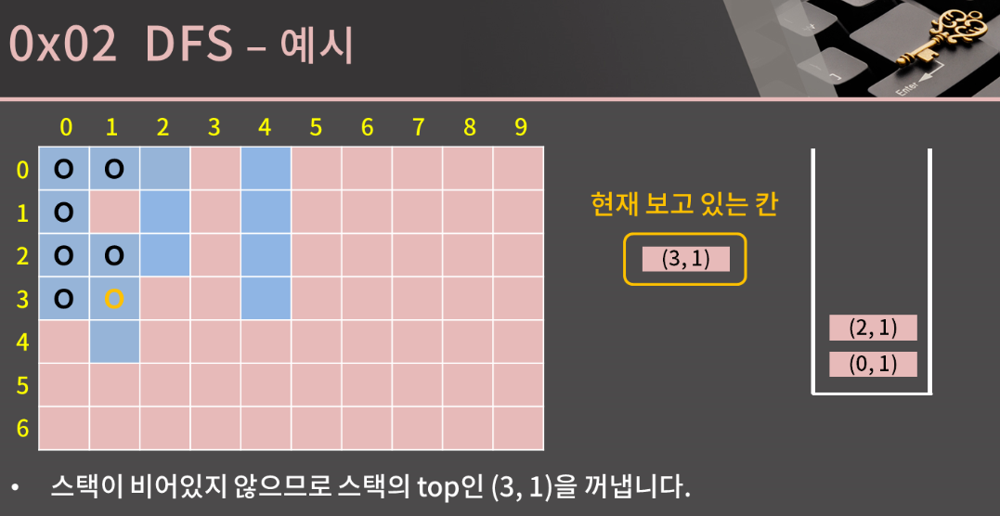 0x02 DFS – 예시
0 1 2 3 4 5 6 7 8 9
0 O O
1 O
2 O O
3 O O
4
5
6
현재 보고 있는 칸
(3, 1)
(2, 1)
(0, 1)
Enter
• 스택이 비어있지 않으므로 스택의 top인 (3, 1)을 꺼냅니다.